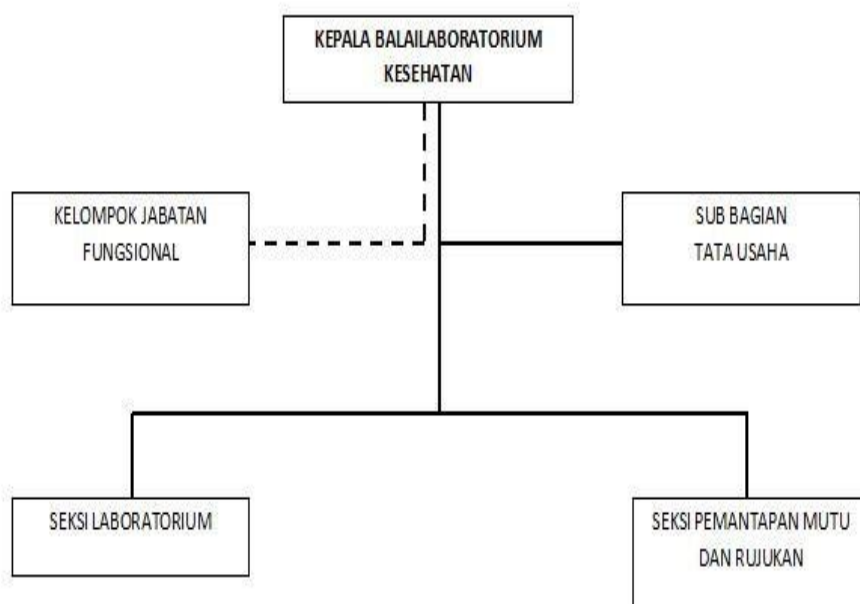 KEPALA BALAILABORATORIUM
KESEHATAN
KELOMPOK JABATAN
FUNGSIONAL
SUB BAGIAN
TATA USAHA
SEKSI LABORATORIUM
SEKSI PEMANTAPAN MUTU
DAN RUJUKAN